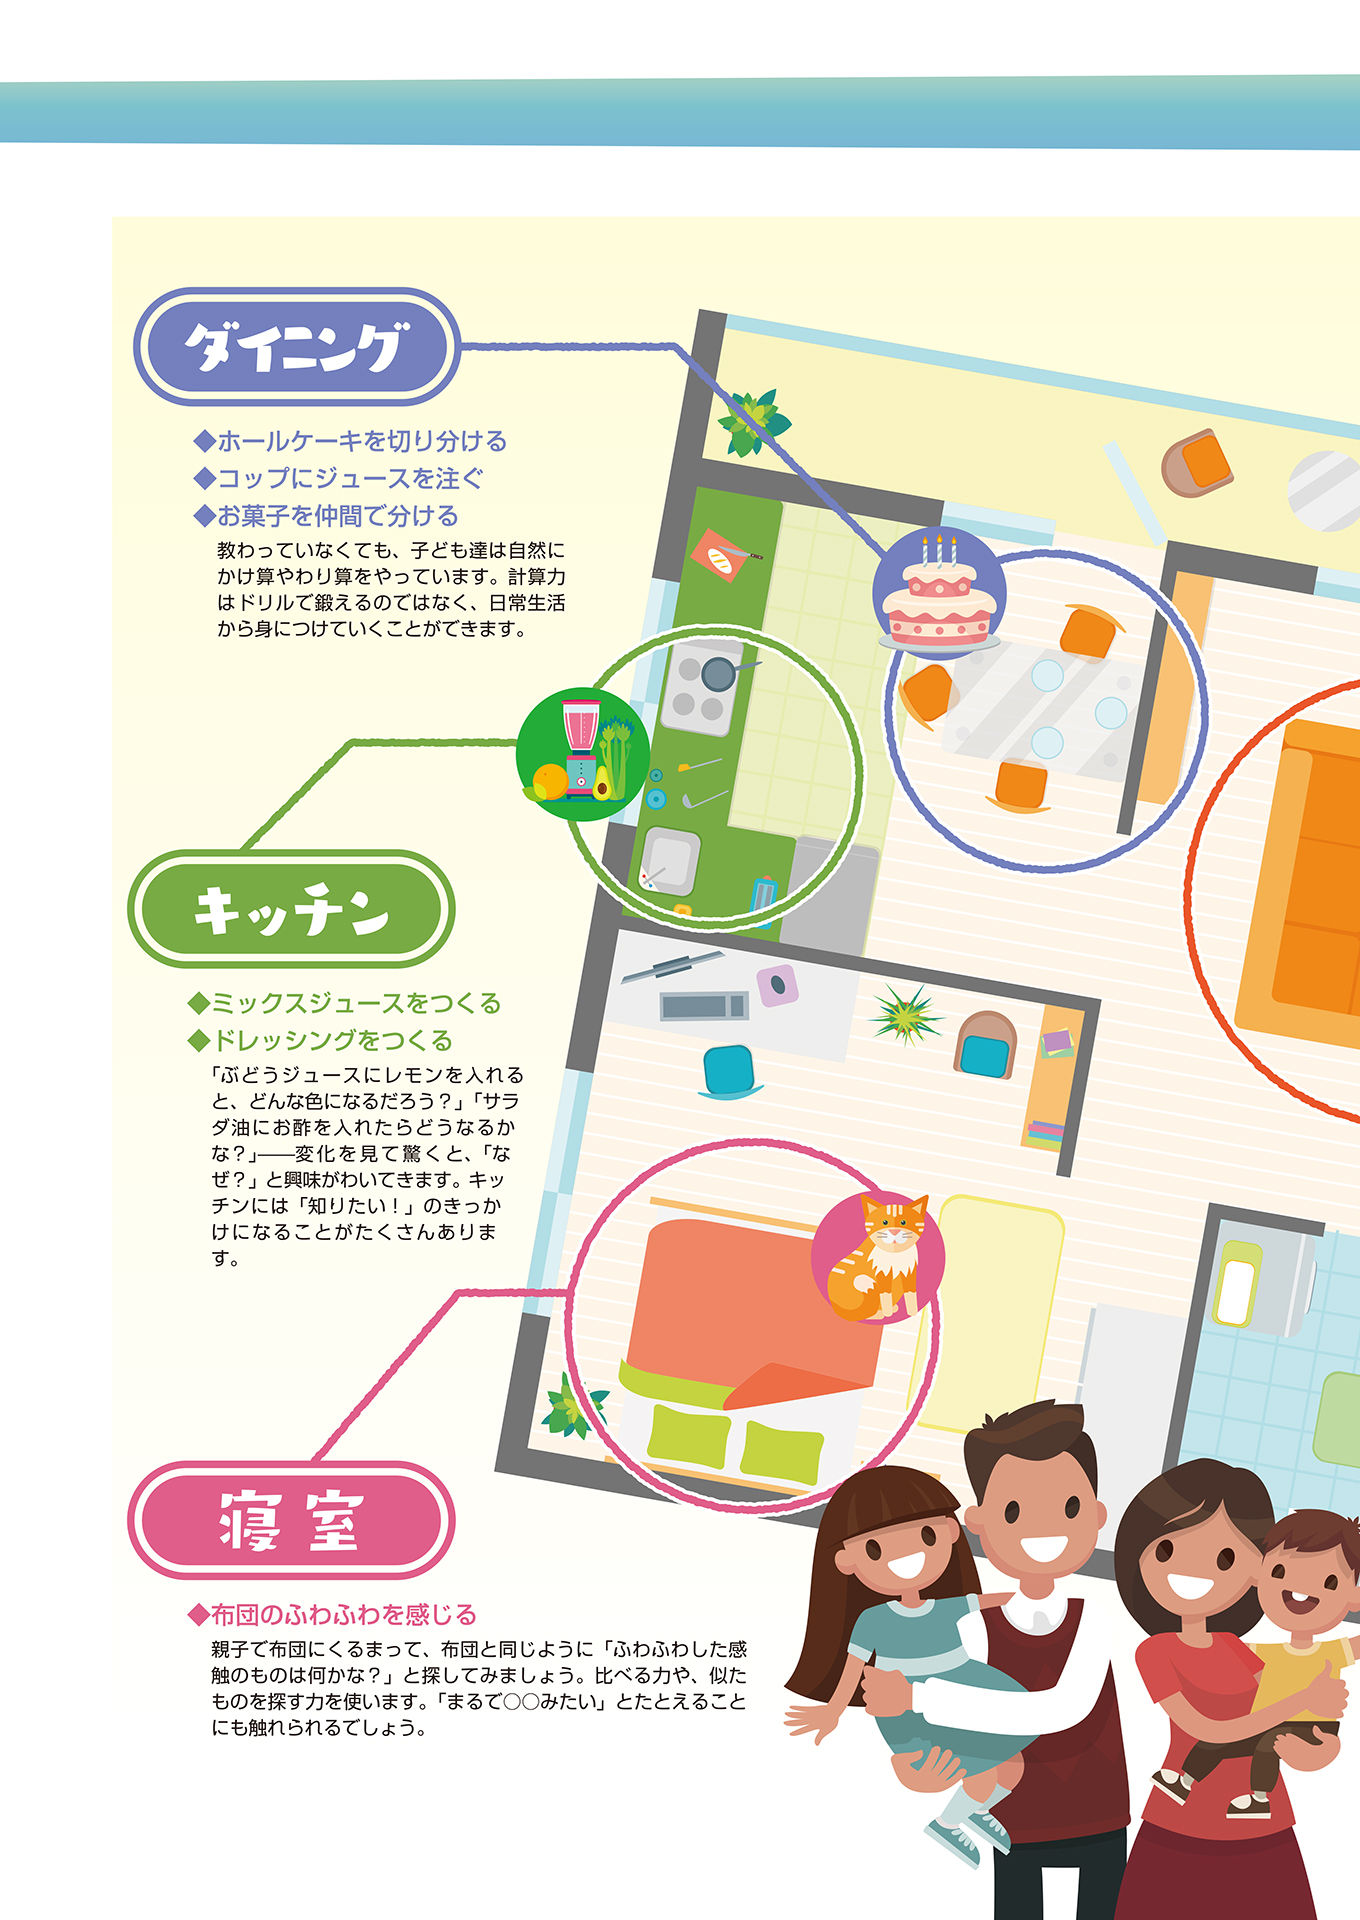 ダイニング
◆ホールケーキを切り分ける
◆コップにジュースを注ぐ
◆お菓子を仲間で分ける
教わっていなくても、子ども達は自然に
かけ算やわり算をやっています。計算力
はドリルで鍛えるのではなく、日常生活
から身につけていくことができます。
キッチン
◆ミックスジュースをつくる
◆ドレッシングをつくる
「ぶどうジュースにレモンを入れる
と、どんな色になるだろう？」「サラ
ダ油にお酢を入れたらどうなるか
な？」――変化を見て驚くと、「な
ぜ？」と興味がわいてきます。キッ
チンには「知りたい！」のきっか
けになることがたくさんありま
す。
寝室
◆布団のふわふわを感じる
親子で布団にくるまって、布団と同じように「ふわふわした感
触のものは何かな？」と探してみましょう。比べる力や、似た
ものを探す力を使います。「まるで○○みたい」とたとえること
にも触れられるでしょう。